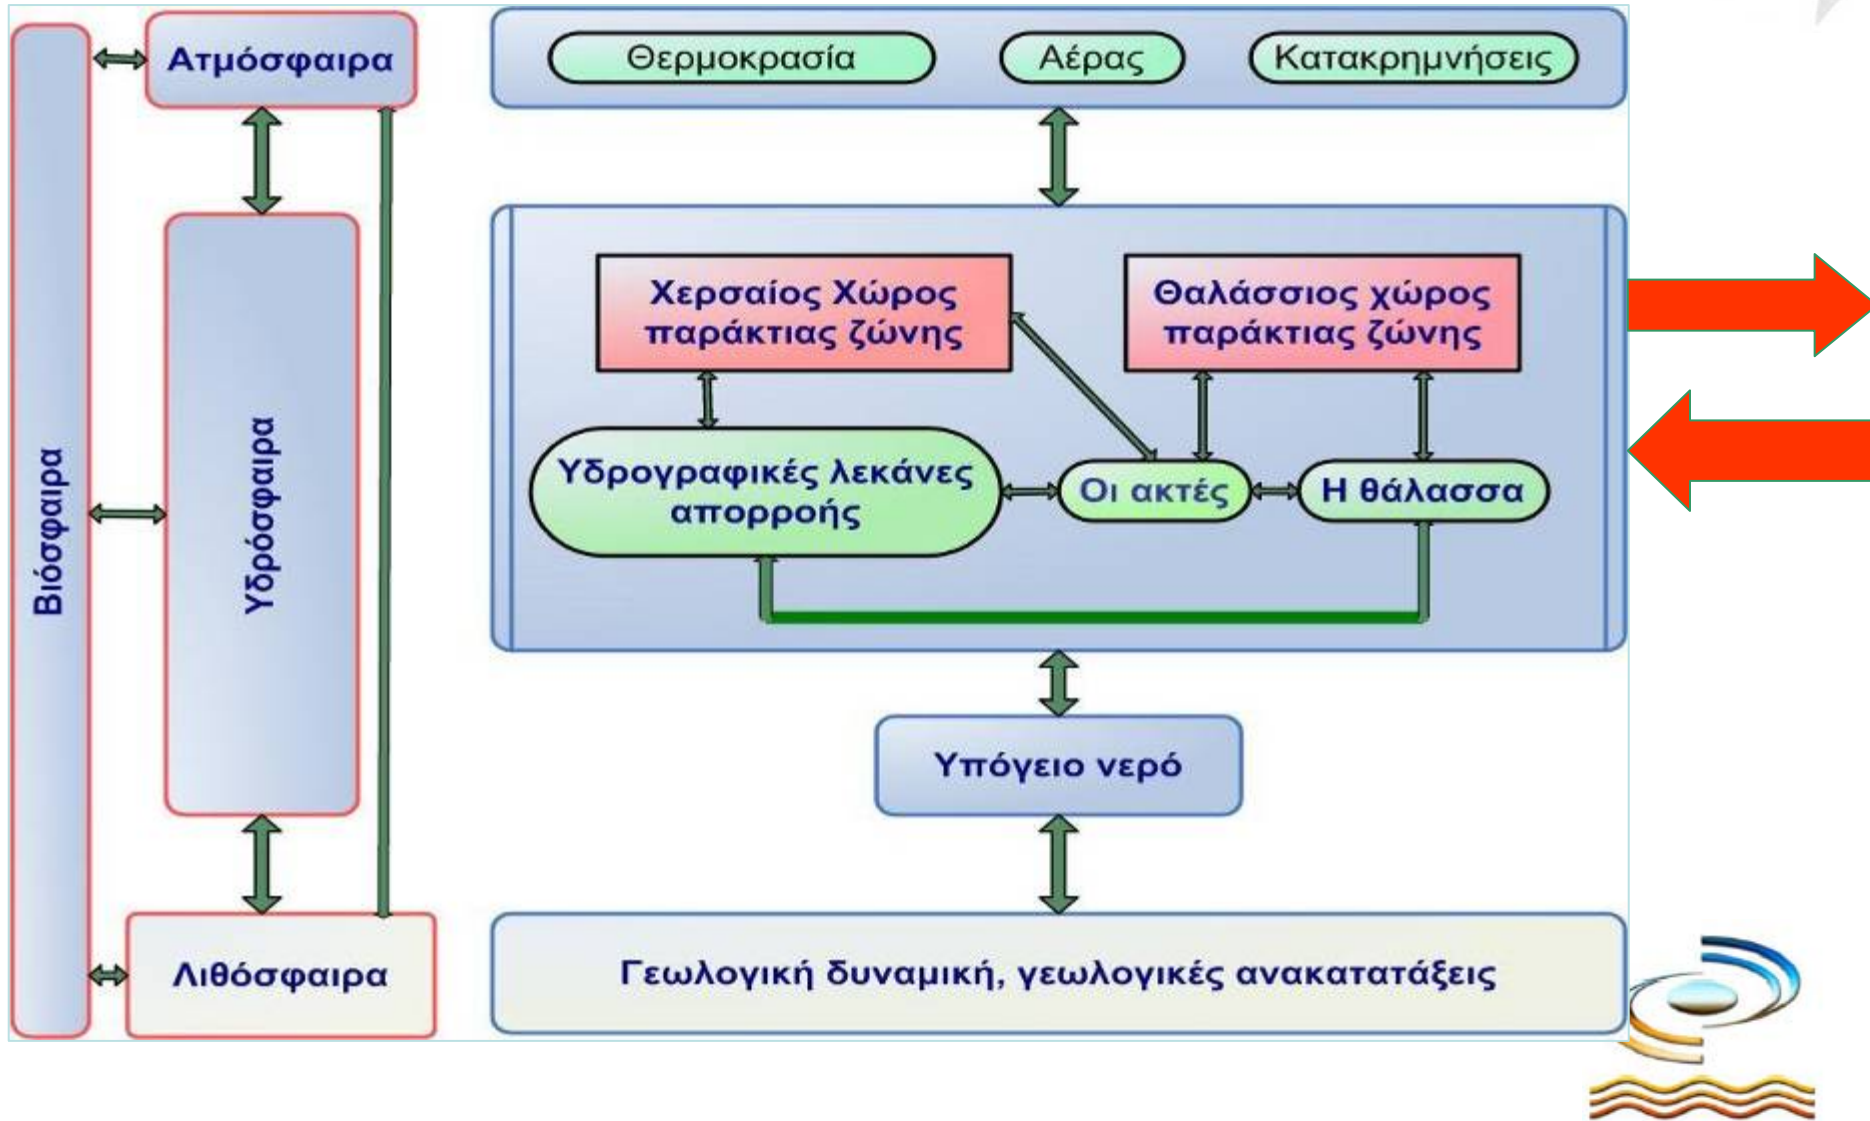 Ατμόσφαιρα
Θερμοκρασία
Αέρας
Κατακρημνήσεις
Βιόσφαιρα
Υδρόσφαιρα
Χερσαίος Χώρος
παράκτιας ζώνης
Θαλάσσιος χώρος
παράκτιας ζώνης
Υδρογραφικές λεκάνες
απορροής
Οι ακτές
Η θάλασσα
Υπόγειο νερό
Λιθόσφαιρα
Γεωλογική δυναμική, γεωλογικές ανακατατάξεις